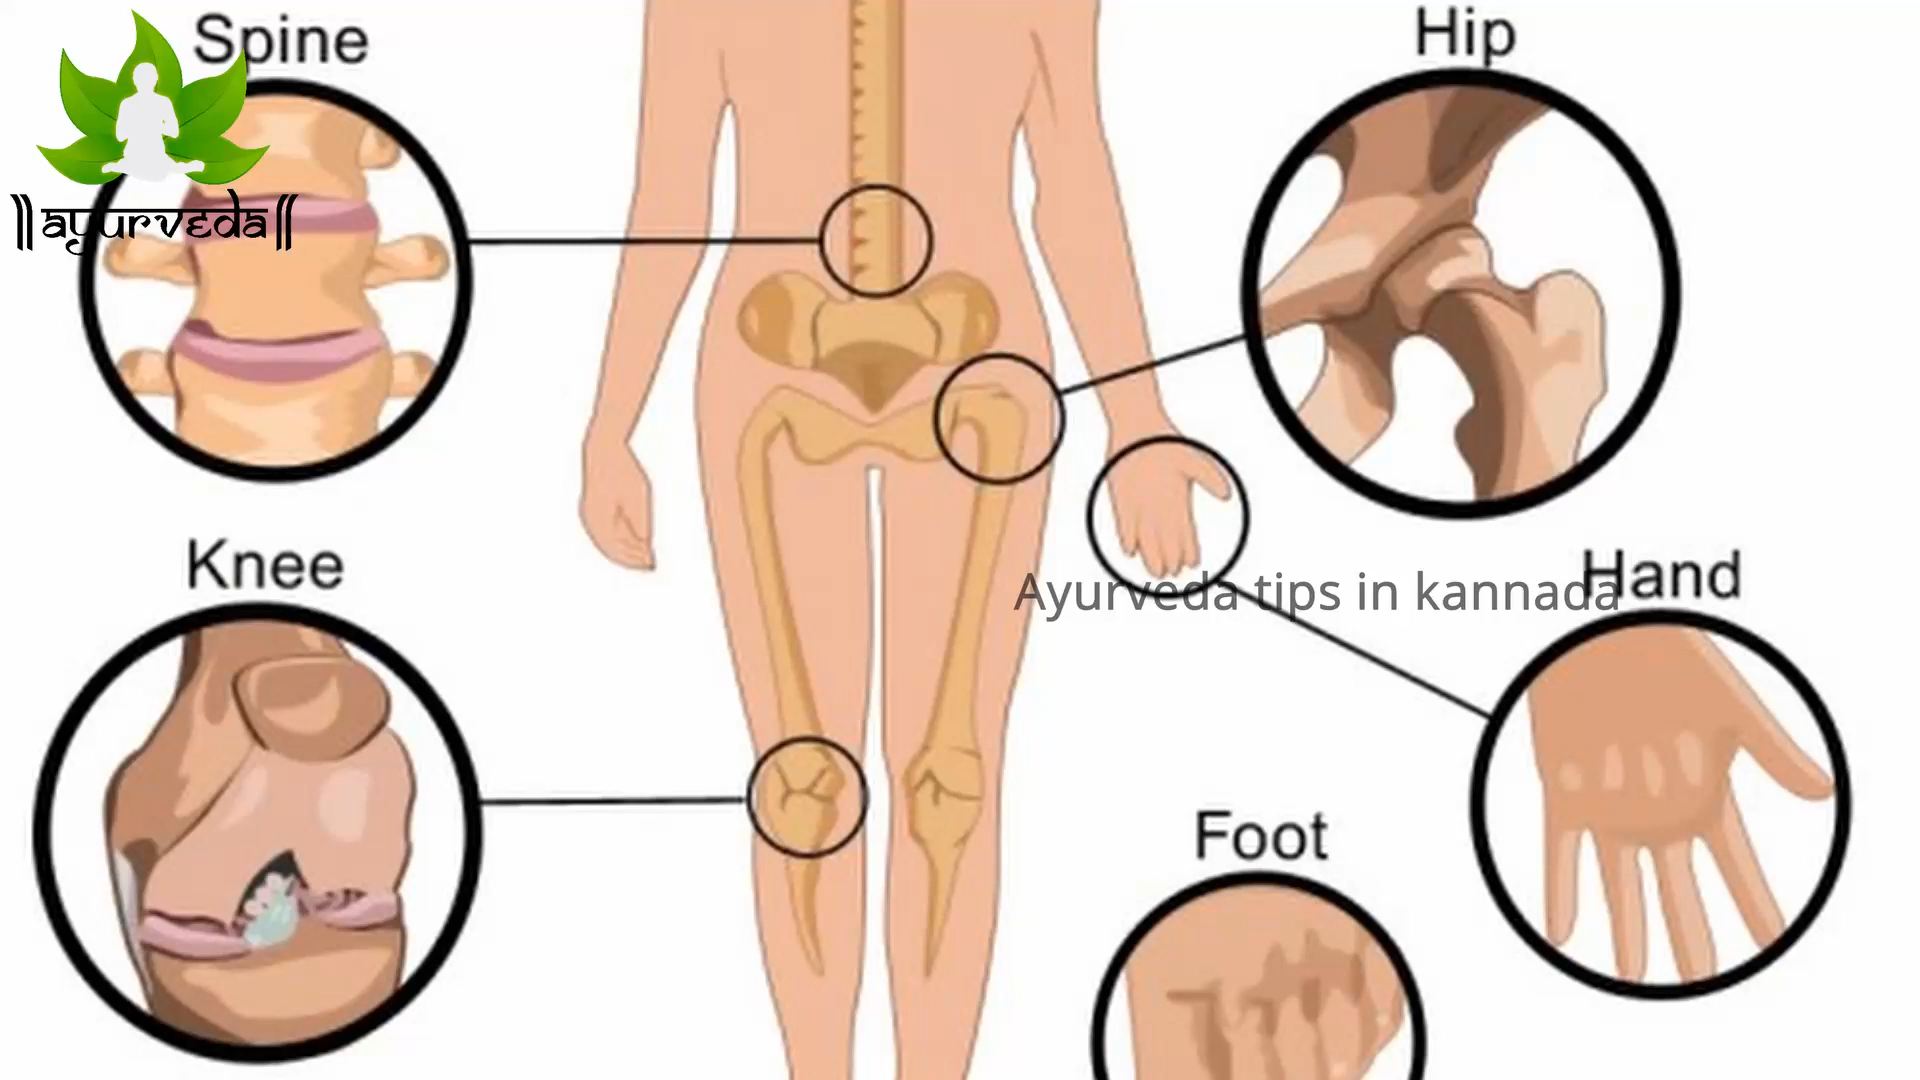 Spine
Hip
||ayurveda||
Knee
Hand
Ayurveda tips in kannada
Foot